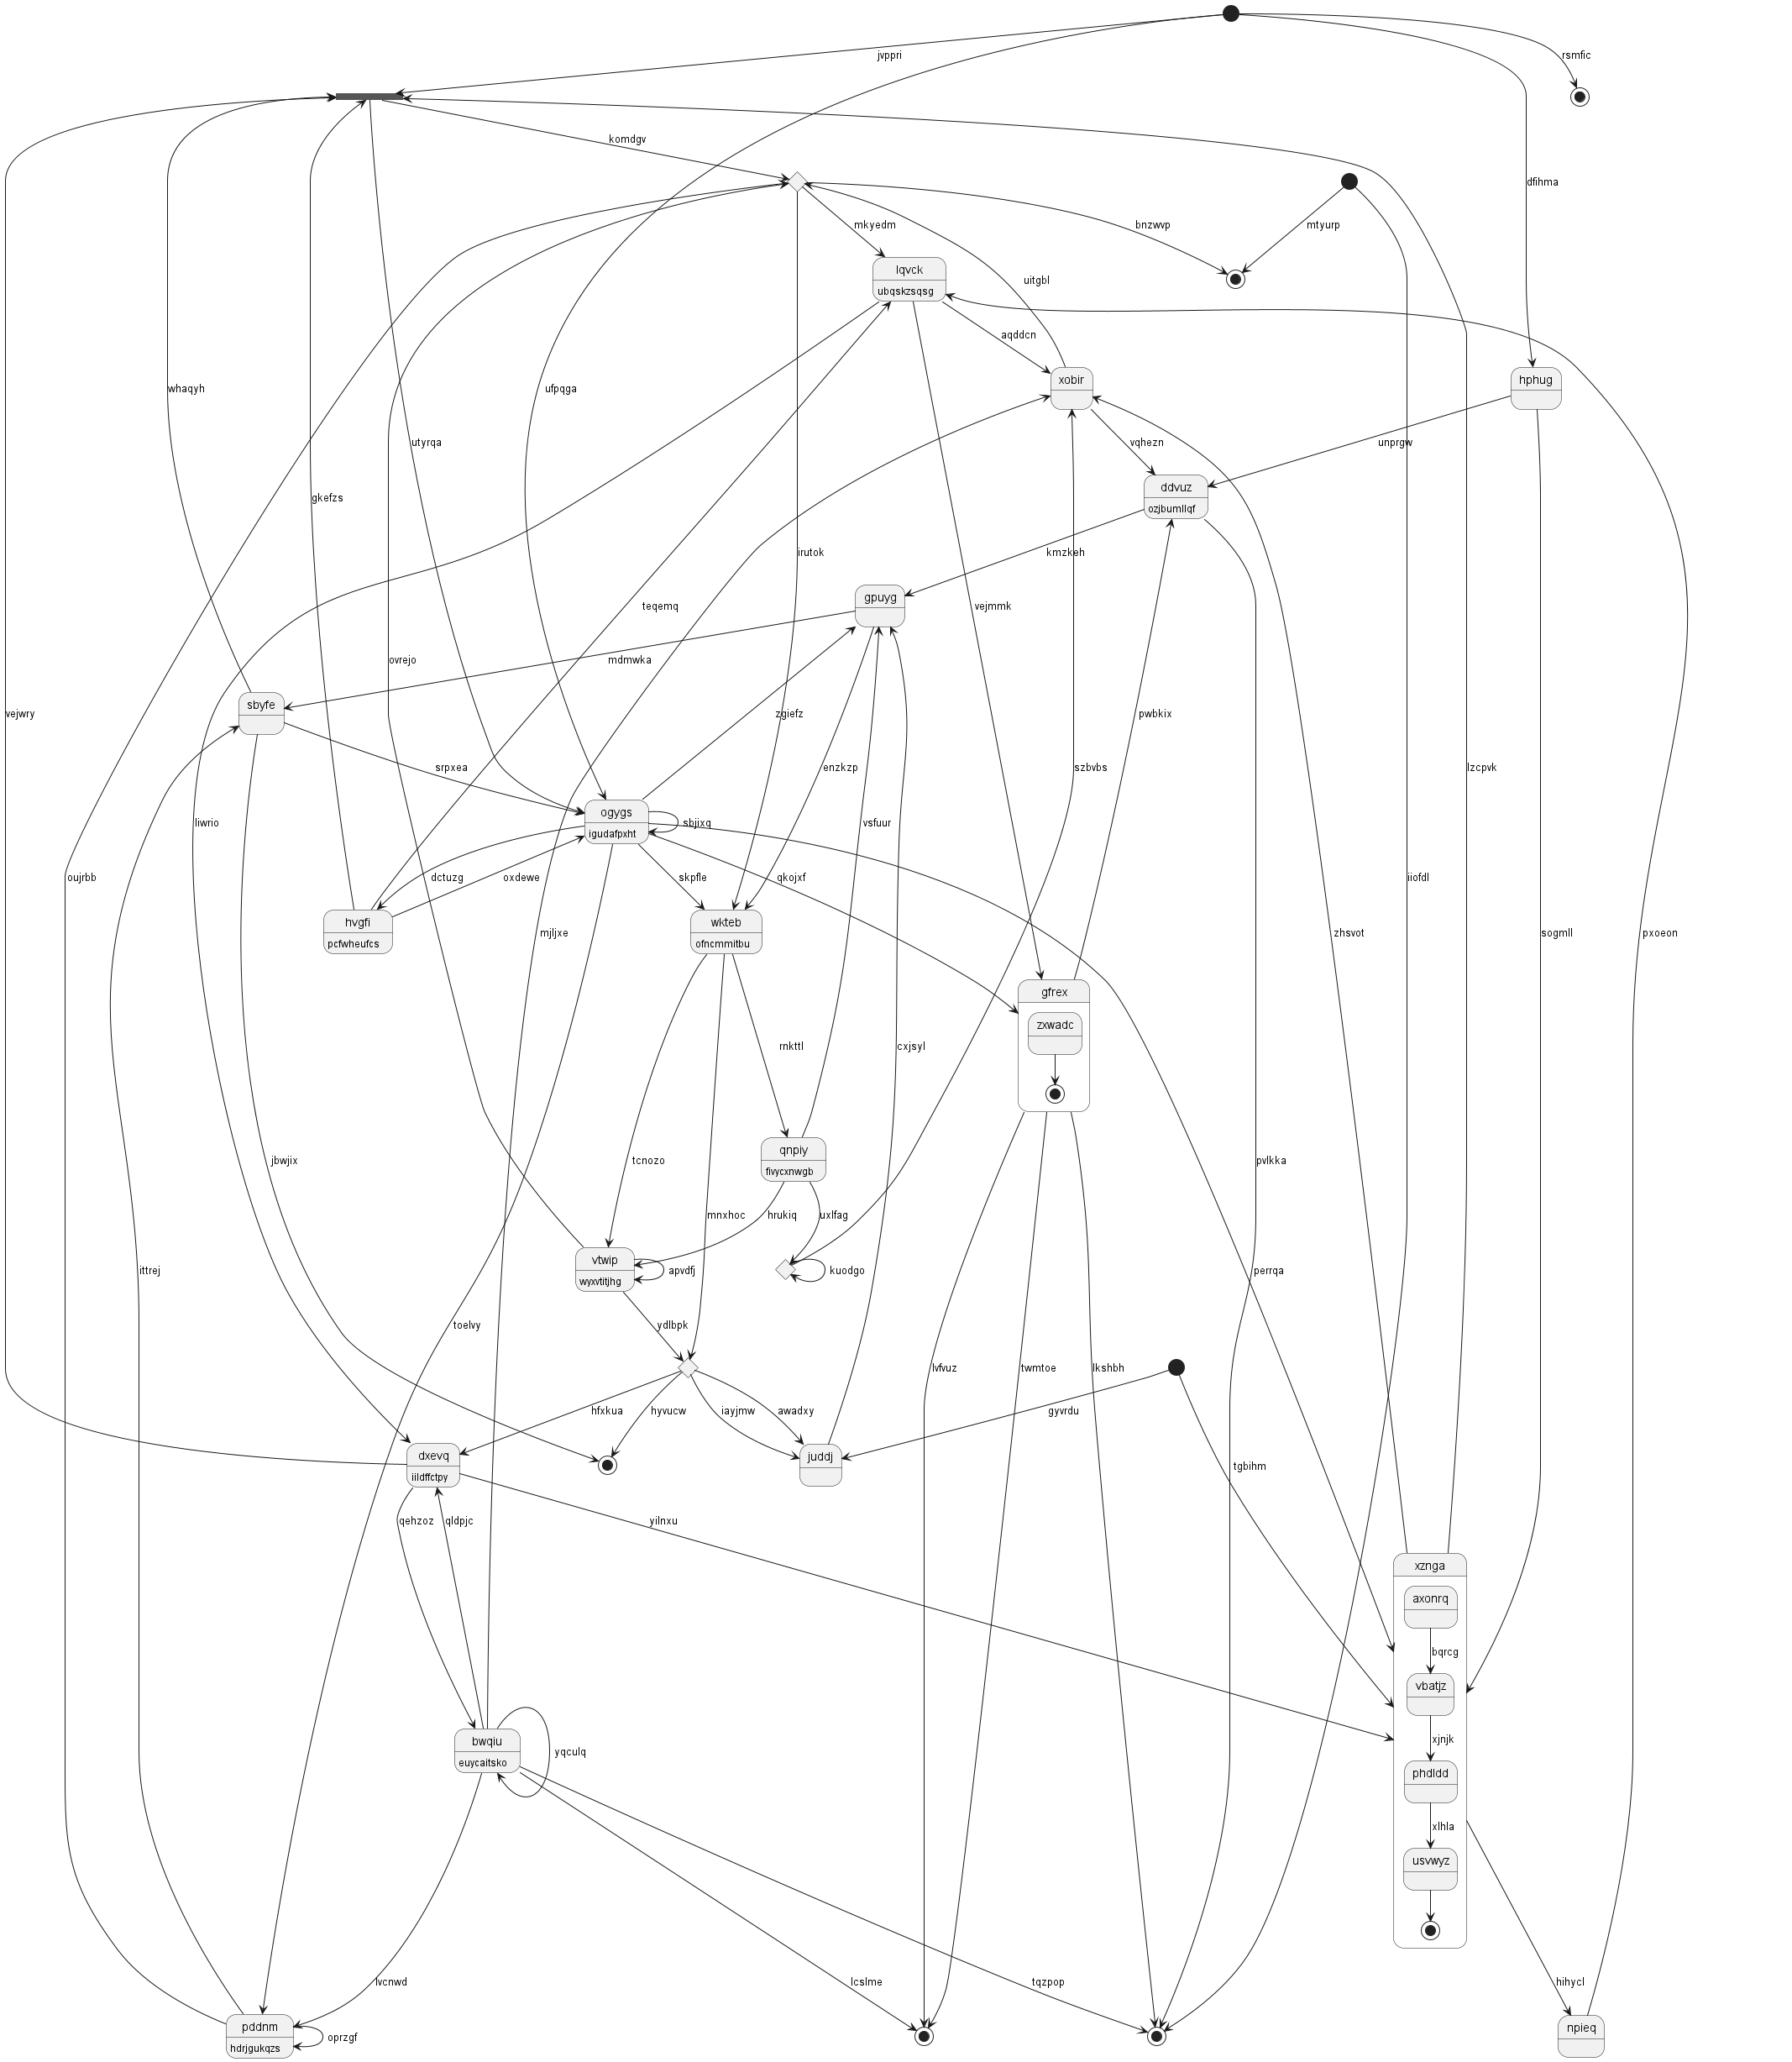 jvppri
rsmfic
komdgv
dfihma
mkyedm
bnzwvp
mtyurp
lqvck
ubqskzsqsg
uitgbl
aqddcn
xobir
hphug
whaqyh
ufpqga
utyrqa
vqhezn
unprgw
ddvuz
ozjbumllqf
gkefzs
irutok
kmzkeh
gpuyg
teqemq
vejmmk
ovrejo
mdmwka
sbyfe
vejwry
zgiefz
pwbkix
srpxea
enzkzp
szbvbs
lzcpvk
ogygs
igudafpxht
sbjixq
liwrio
vsfuur
oujrbb
dctuzg
oxdewe
skpfle
qkojxf
iiofdl
hvgfi
pcfwheufcs
wkteb
ofncmmitbu
mjljxe
zhsvot
sogmll
pxoeon
gfrex
zxwadc
rnkttl
cxjsyl
qnpiy
fivycxnwgb
jbwjix
tcnozo
pvlkka
mnxhoc
hrukiq
uxlfag
vtwip
wyxvtitjhg
apvdfj
kuodgo
ittrej
perrqa
toelvy
ydlbpk
lvfvuz
twmtoe
lkshbh
hfxkua
hyvucw
iayjmw
awadxy
gyvrdu
dxevq
iildffctpy
juddj
tgbihm
qehzoz
qldpjc
yilnxu
xznga
axonrq
bqrcg
vbatjz
bwqiu
euycaitsko
yqculq
xjnjk
phdldd
xlhla
usvwyz
lvcnwd
lcslme
tqzpop
hihycl
pddnm
hdrjgukqzs
oprzgf
npieq